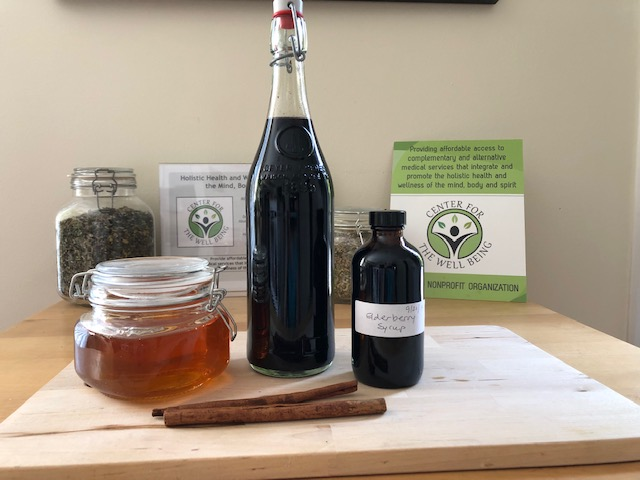 Providing affordable access to
complementary and alternative
medical services that integrate and
promote the holistic health and
wellness of the mind, body and spirit
CENTER FOR
THE WELL BEING
NONPROFIT ORGANIZATION
Holistic Health and
the Mind,
CENTER FOR
THE WELL BEING
Elderberry
Syrup